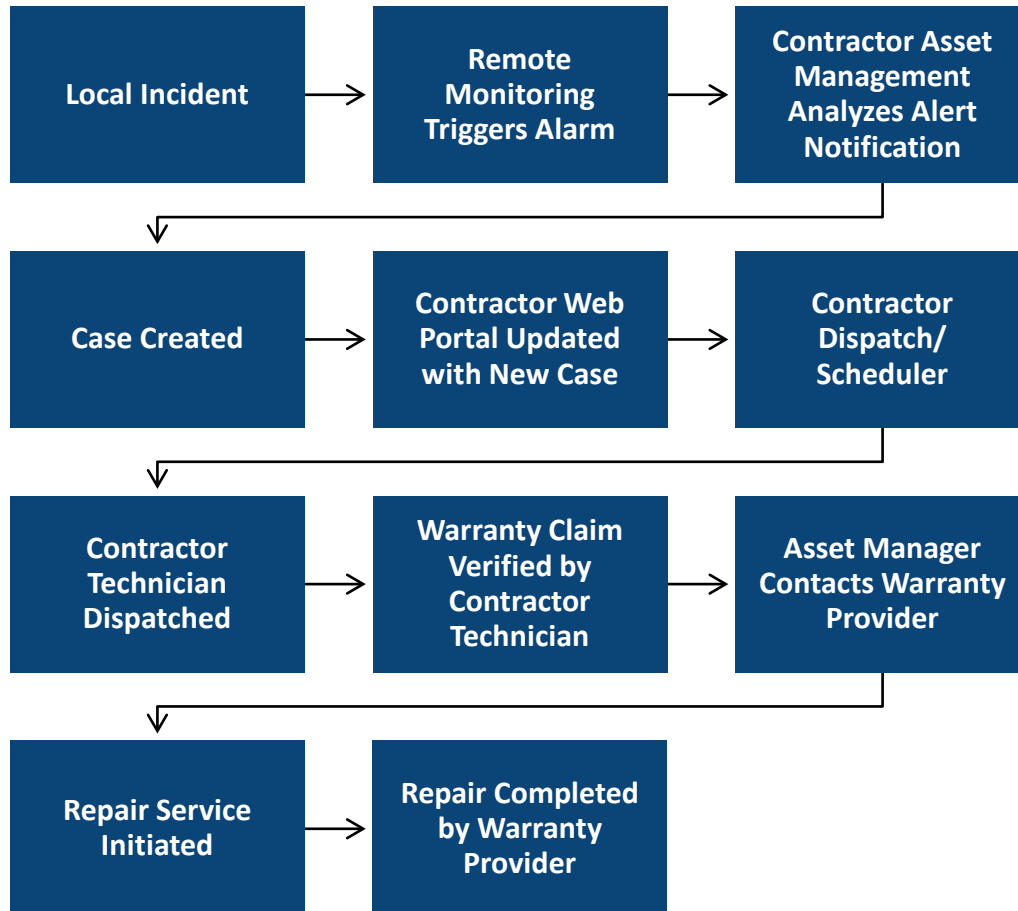 Local Incident
Remote
Monitoring
Triggers Alarm
Contractor Asset
Management
Analyzes Alert
Notification
Case Created
Contractor Web
Portal Updated
with New Case
Contractor
Dispatch/
Scheduler
Contractor
Technician
Dispatched
Warranty Claim
Verified by
Contractor
Technician
Asset Manager
Contacts Warranty
Provider
Repair Service
Initiated
Repair Completed
by Warranty
Provider